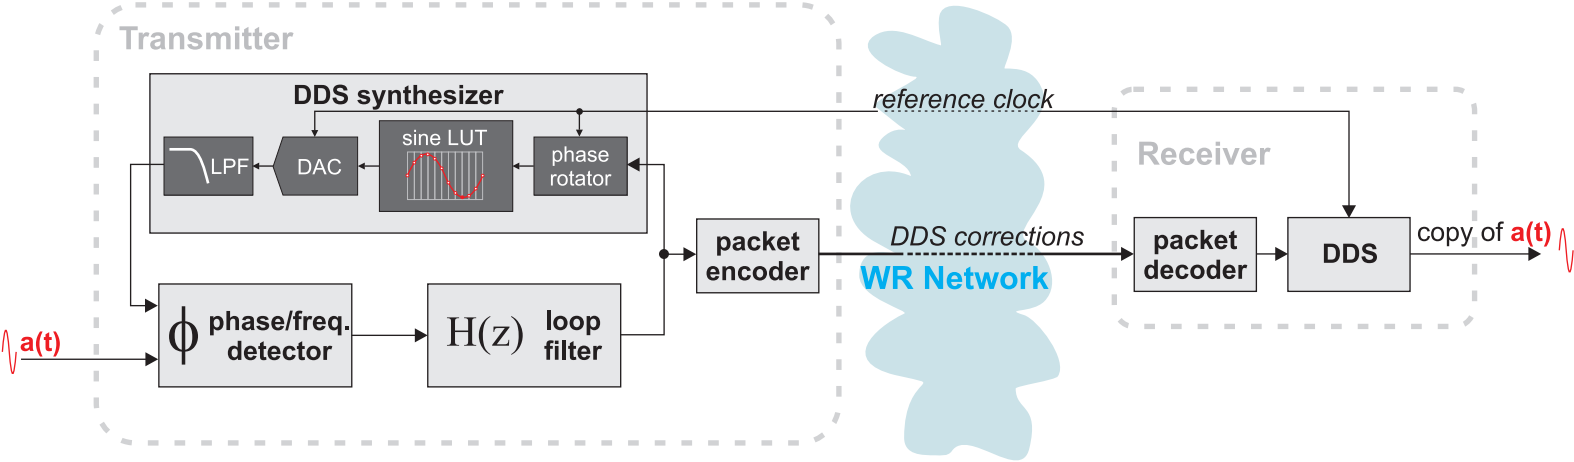 Transmitter
DDS synthesizer
reference clock
sine LUT
LPF
DAC
phase
rotator
Receiver
packet
encoder
DDS corrections
WR Network
packet
decoder
DDS
copy of a(t)
a(t)
ϕ
phase/freq.
detector
H(z)
loop
filter